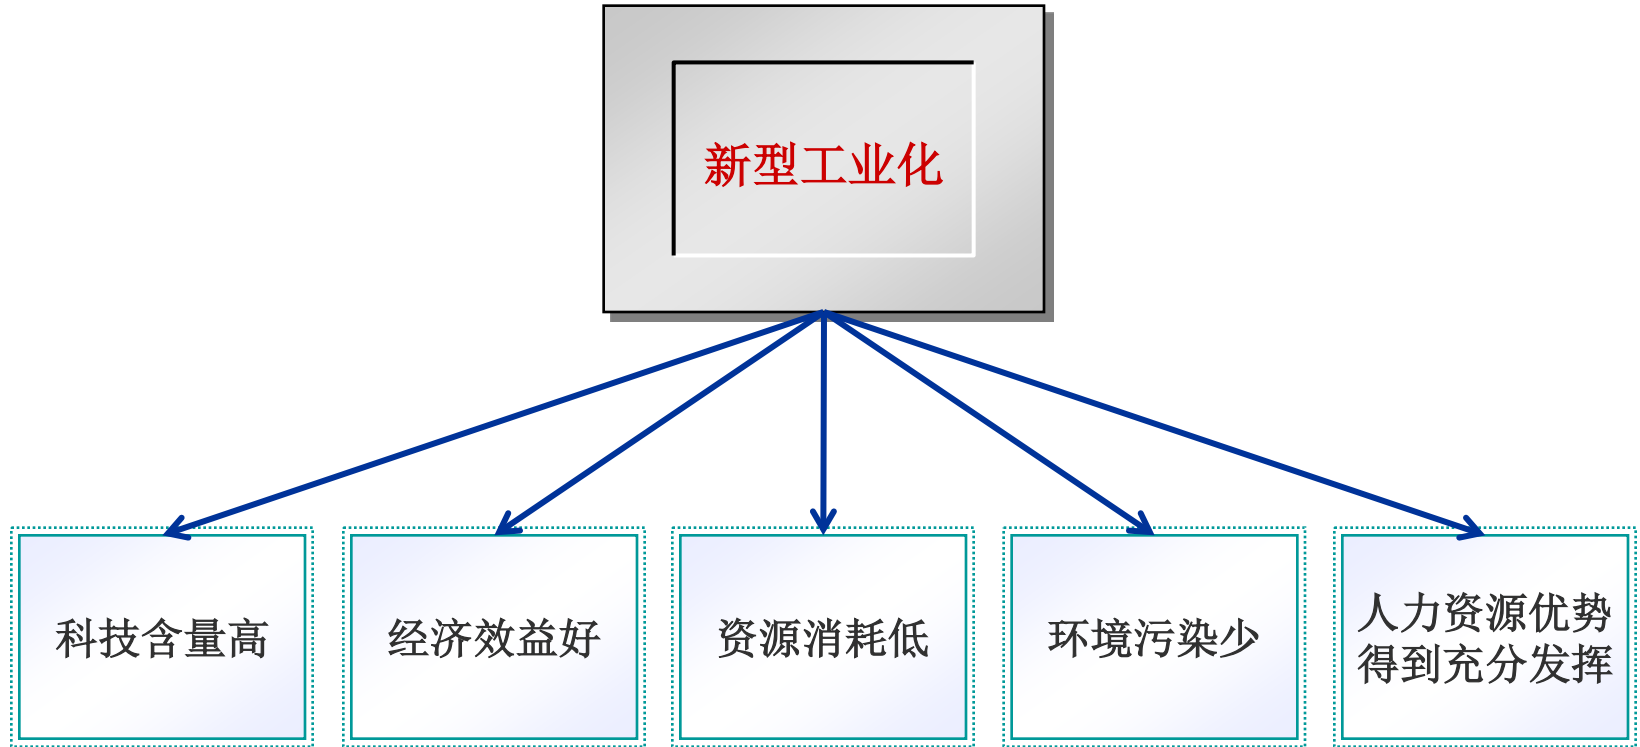 新型工业化
科技含量高
经济效益好
资源消耗低
环境污染少
人力资源优势
得到充分发挥